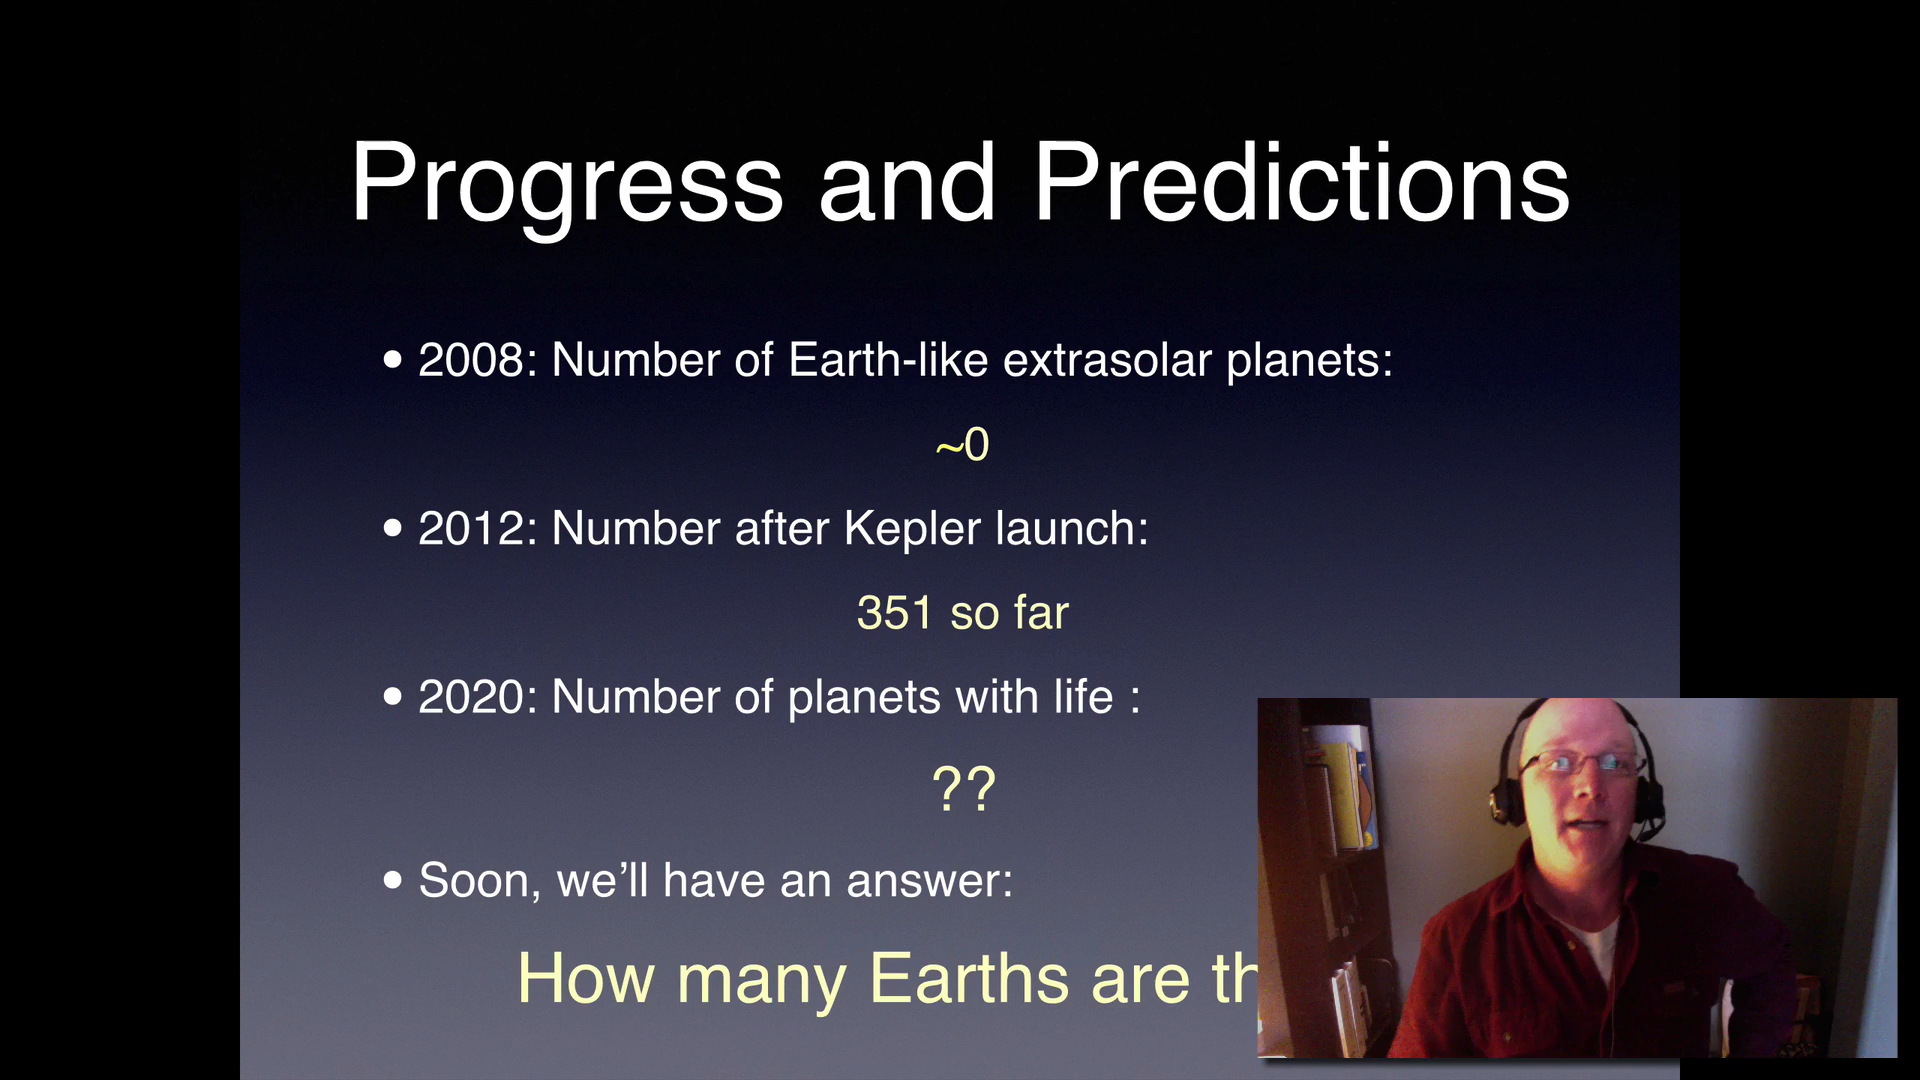 Progress and Predictions
• 2008: Number of Earth-like extrasolar planets:
~0
• 2012: Number after Kepler launch:
351 so far
• 2020: Number of planets with life :
??
• Soon, we’ll have an answer:
How many Earths are th